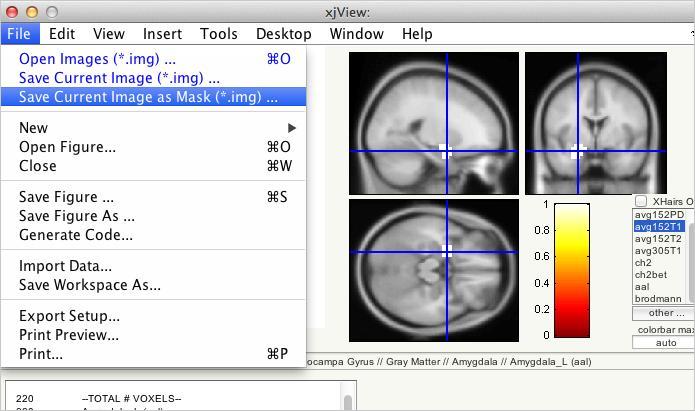 xjView:
File Edit View Insert Tools Desktop Window Help
Open Images (*.img) ... ⌘O
Save Current Image (*.img) ...
Save Current Image as Mask (*.img) ...
New ▶
Open Figure... ⌘O
Close ⌘W
Save Figure ... ⌘S
Save Figure As ...
Generate Code...
Import Data...
Save Workspace As...
Export Setup...
Print Preview...
Print... ⌘P
1
0.8
0.6
0.4
0.2
0
XHairs O
avg152PD
avg152T1
avg152T2
avg305T1
ch2
ch2bet
aal
brodmann
other ...
colorbar max
auto
ocampa Gyrus // Gray Matter // Amygdala // Amygdala_L (aal)
220 --TOTAL # VOXELS--